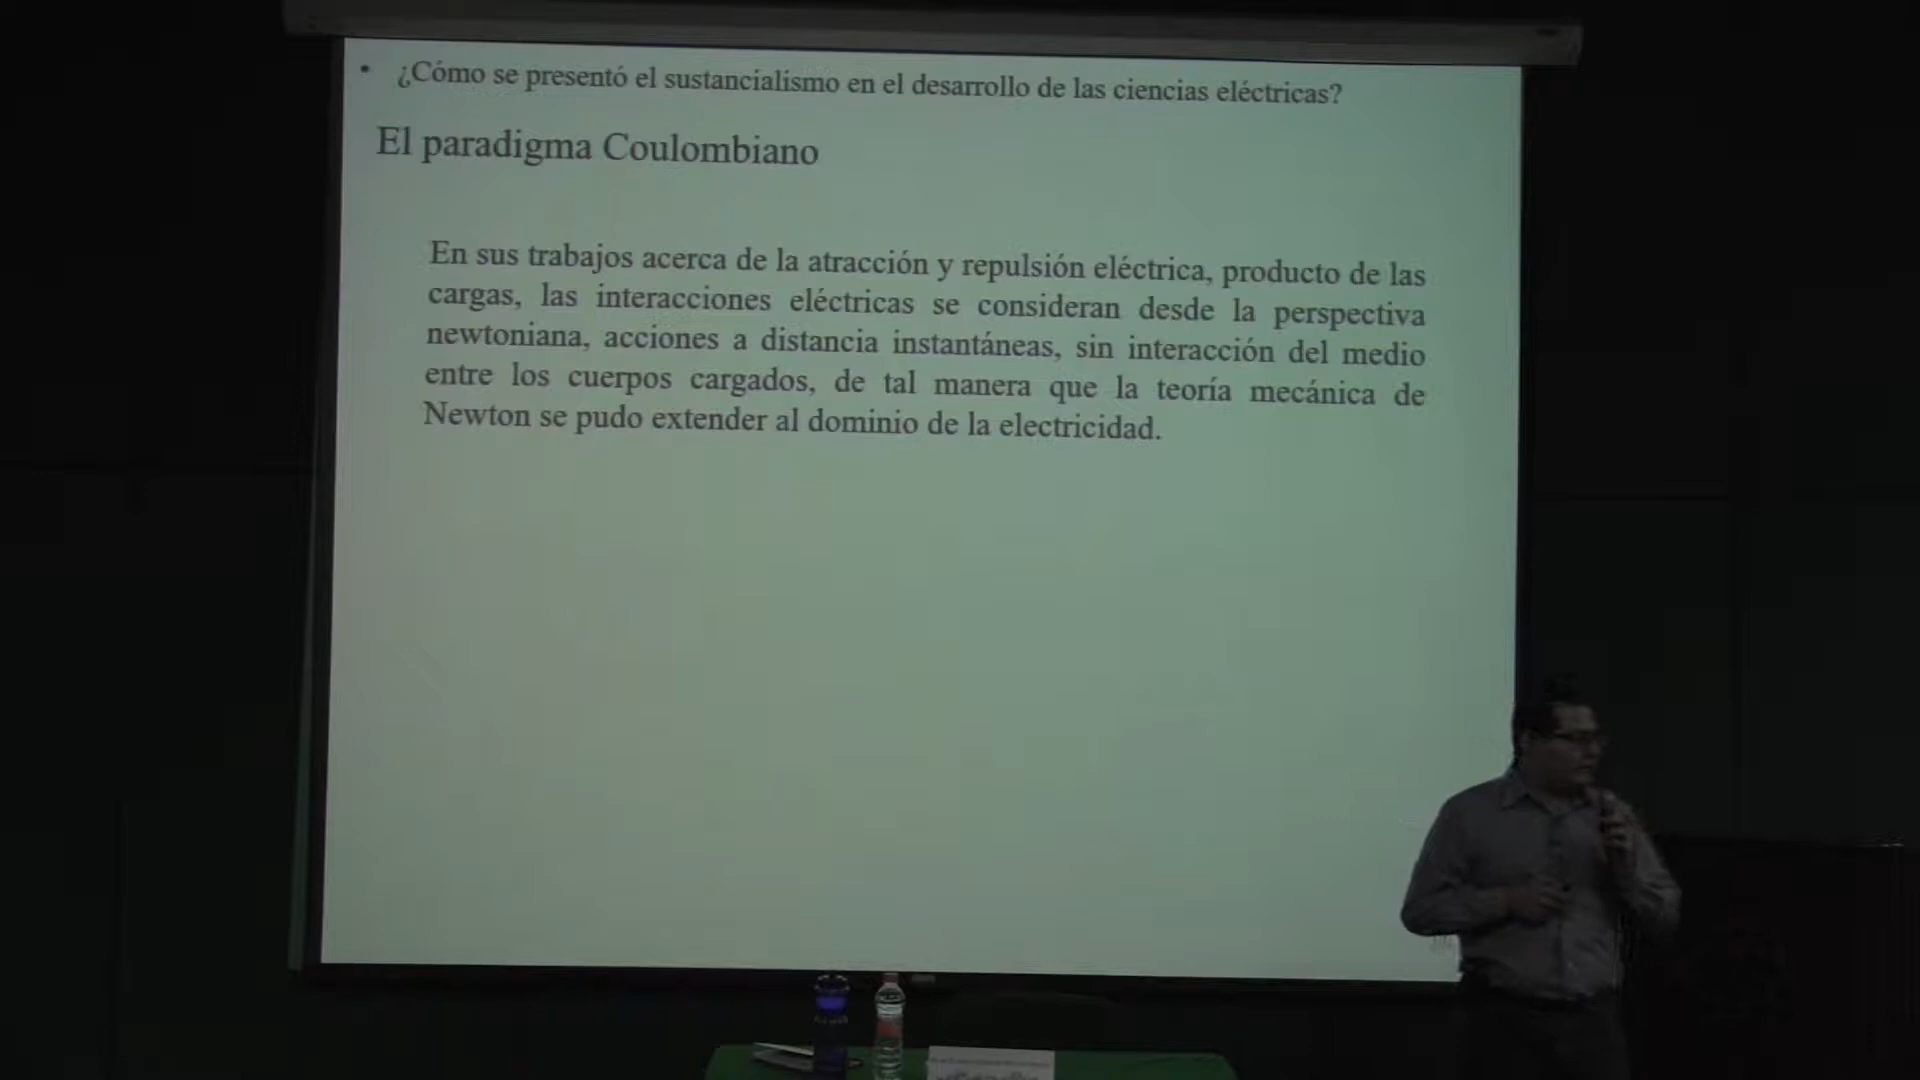 • ¿Cómo se presentó el sustancialismo en el desarrollo de las ciencias eléctricas?
El paradigma Coulombiano
En sus trabajos acerca de la atracción y repulsión eléctrica, producto de las
cargas, las interacciones eléctricas se consideran desde la perspectiva
newtoniana, acciones a distancia instantáneas, sin interacción del medio
entre los cuerpos cargados, de tal manera que la teoría mecánica de
Newton se pudo extender al dominio de la electricidad.